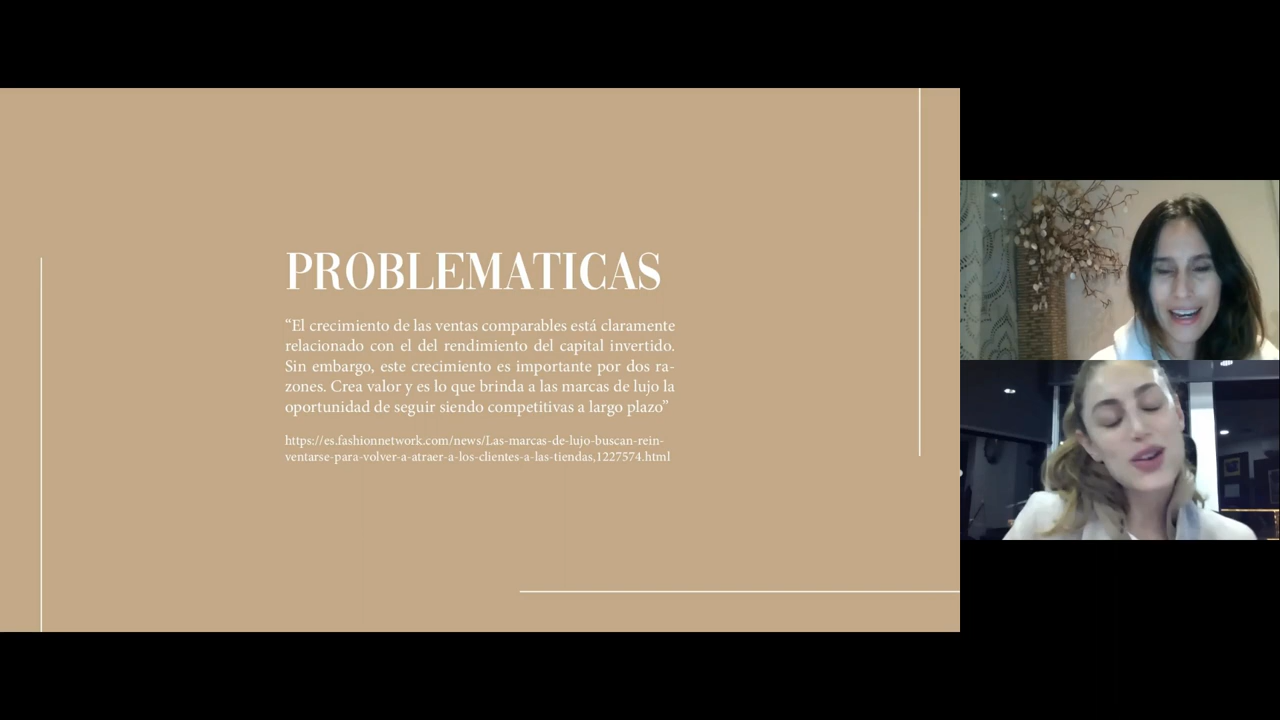 PROBLEMATICAS
“El crecimiento de las ventas comparables está claramente
relacionado con el del rendimiento del capital invertido.
Sin embargo, este crecimiento es importante por dos ra-
zones. Crea valor y es lo que brinda a las marcas de lujo la
oportunidad de seguir siendo competitivas a largo plazo”
https://es.fashionnetwork.com/news/Las-marcas-de-lujo-buscan-rein-
ventarse-para-volver-a-atraer-a-los-clientes-a-las-tiendas,1227574.html